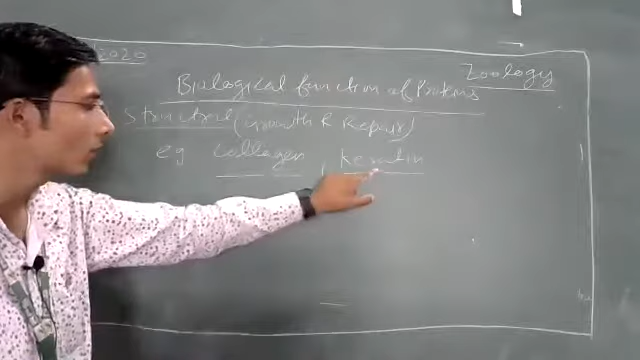 2020
Zoology
Biological function of Proteins
Structural (Growth & Repair)
eg Collagen, keratin